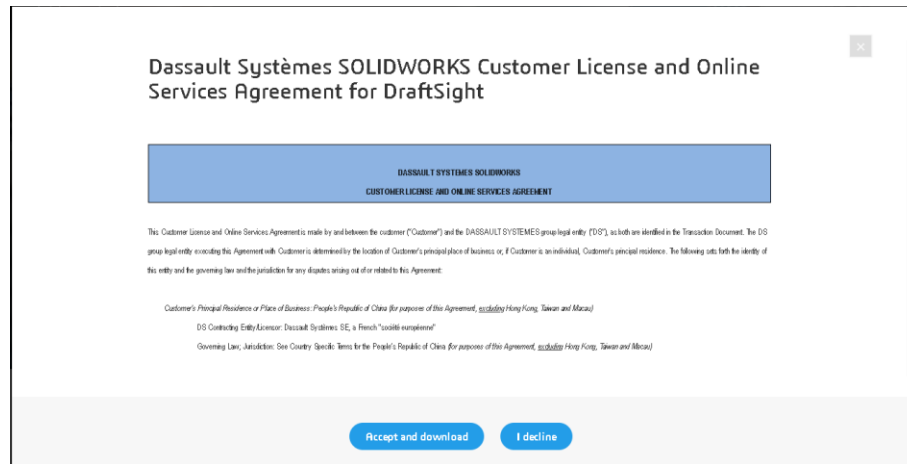 Dassault Systèmes SOLIDWORKS Customer License and Online
Services Agreement for DraftSight
DASSAULT SYSTEMES SOLIDWORKS
CUSTOMER LICENSE AND ONLINE SERVICES AGREEMENT
This Customer License and Online Services Agreement is made by and between the customer ("Customer") and the DASSAULT SYSTEMES group legal entity ("DS"), as both are identified in the Transaction Document. The DS
group legal entity executing this Agreement with Customer is determined by the location of Customer's principal place of business or, if Customer is an individual, Customer's principal residence. The following sets forth the identity of
this entity and the governing law and the jurisdiction for any disputes arising out of or related to this Agreement:
Customer's Principal Residence or Place of Business: People's Republic of China (for purposes of this Agreement, excluding Hong Kong, Taiwan and Macau)
DS Contracting Entity/Licensor: Dassault Systèmes SE, a French "société européenne"
Governing Law; Jurisdiction: See Country Specific Terms for the People's Republic of China (for purposes of this Agreement, excluding Hong Kong, Taiwan and Macau)
Accept and download
I decline